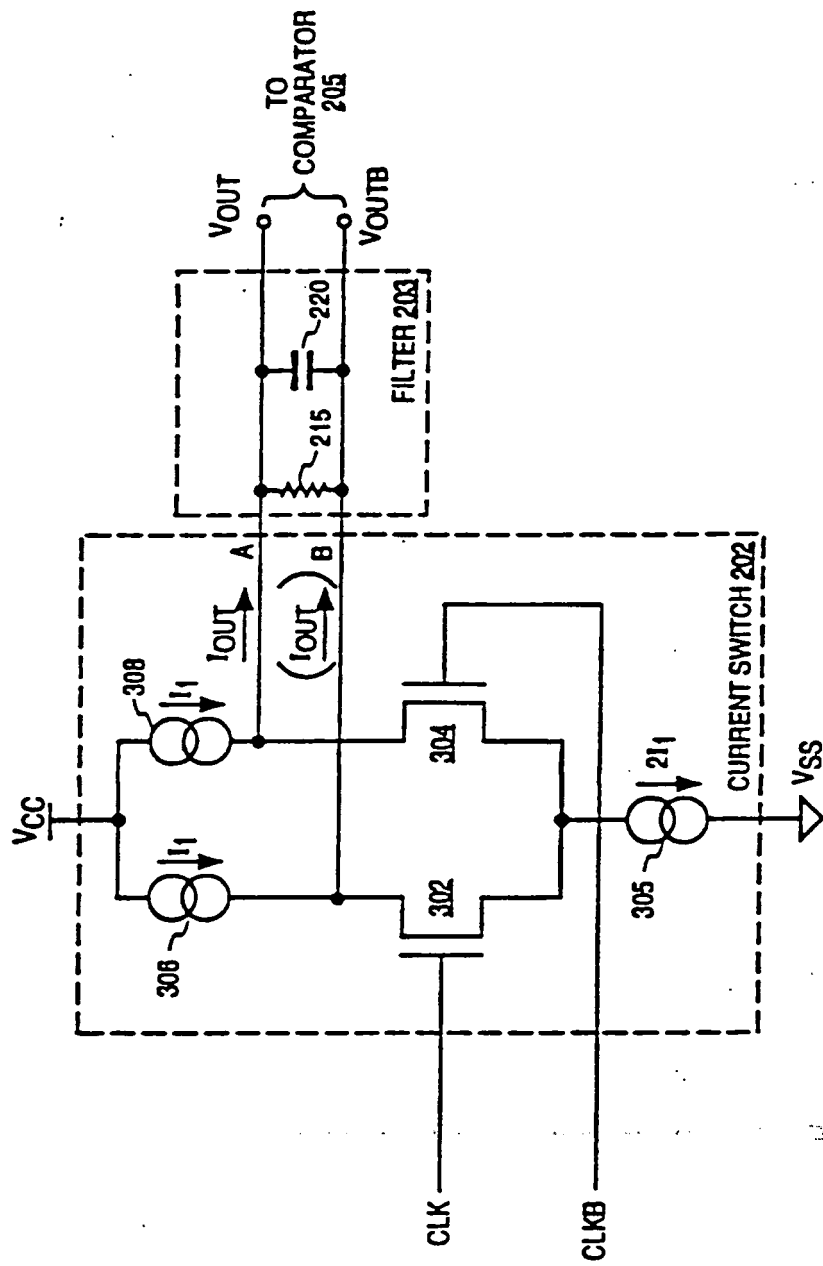 VCC
306
I1
308
I1
IOUT
A
(IOUT)
B
302
304
2I1
305
VSS
CURRENT SWITCH 202
CLK
CLKB
215
220
FILTER 203
VOUT
VOUTB
TO
COMPARATOR
205